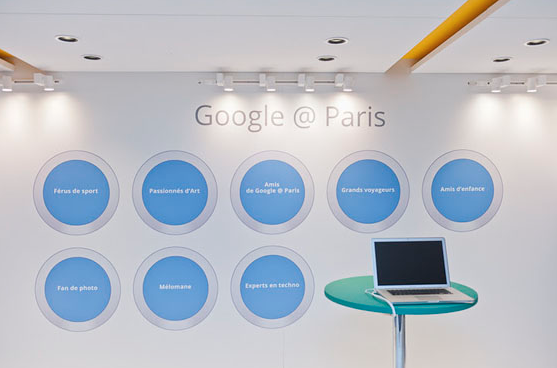 Google @ Paris
Férus de sport
Passionnés d'Art
Amis
de Google @ Paris
Grands voyageurs
Amis d'enfance
Fan de photo
Mélomane
Experts en techno